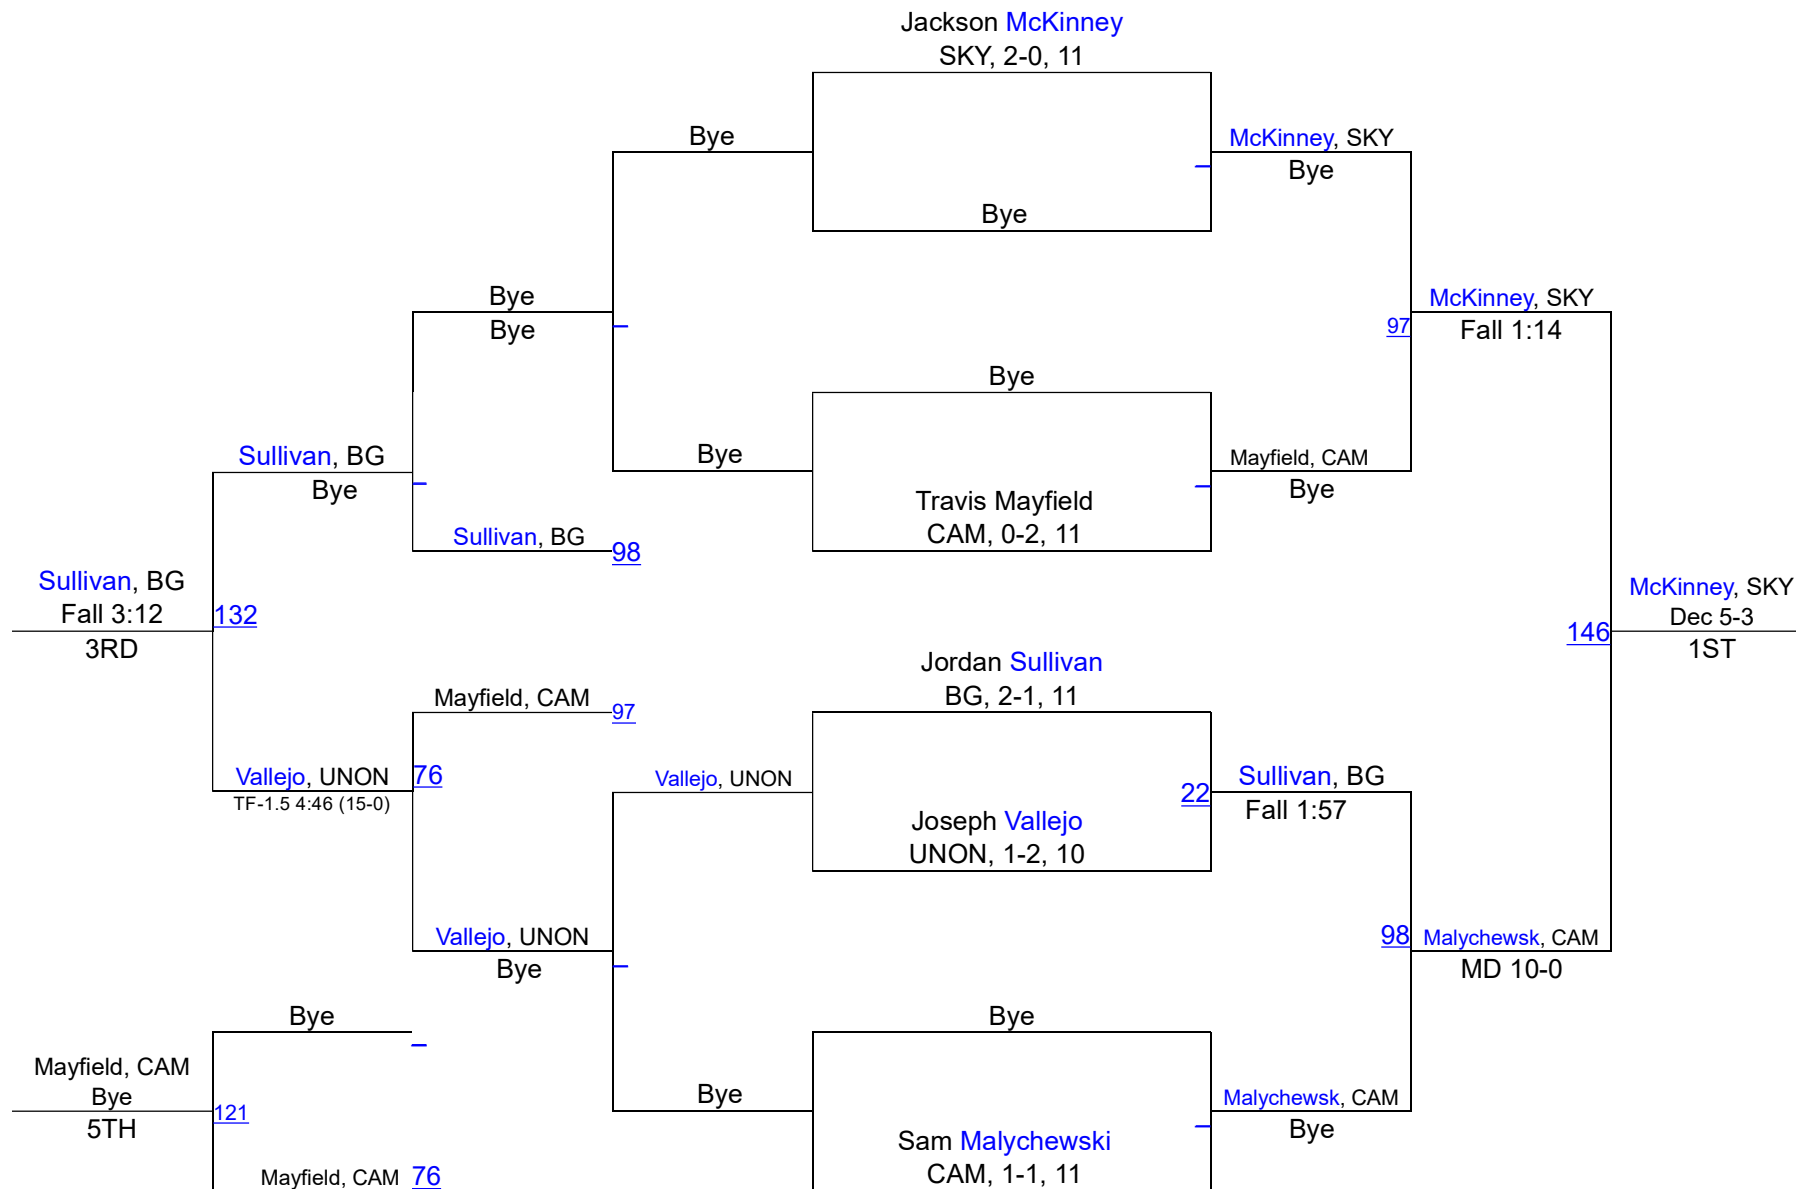 Jackson McKinney
SKY, 2-0, 11
Bye
McKinney, SKY
Bye
Bye
Bye
McKinney, SKY
Bye
97
Fall 1:14
Bye
Sullivan, BG
Bye
Mayfield, CAM
Bye
Bye
Travis Mayfield
CAM, 0-2, 11
Sullivan, BG
98
Sullivan, BG
Fall 3:12
132
3RD
McKinney, SKY
Dec 5-3
146
1ST
Jordan Sullivan
BG, 2-1, 11
Mayfield, CAM
97
Vallejo, UNON
76
TF-1.5 4:46 (15-0)
Vallejo, UNON
22
Sullivan, BG
Fall 1:57
Joseph Vallejo
UNON, 1-2, 10
Vallejo, UNON
Bye
98
Malychewsk, CAM
MD 10-0
Bye
Bye
Mayfield, CAM
Bye
121
5TH
Bye
Malychewsk, CAM
Bye
Sam Malychewski
CAM, 1-1, 11
Mayfield, CAM
76